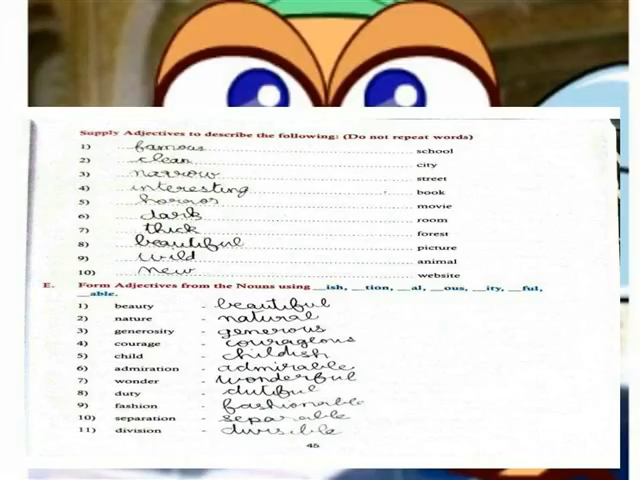 Supply Adjectives to describe the following: (Do not repeat words)
1) famous school
2) clean city
3) narrow street
4) interesting book
5) horror movie
6) dark room
7) thick forest
8) beautiful picture
9) wild animal
10) new website
E. Form Adjectives from the Nouns using __ish, __tion, __al, __ous, __ity, __ful,
__able.
1) beauty - beautiful
2) nature - natural
3) generosity - generous
4) courage - courageous
5) child - childish
6) admiration - admirable
7) wonder - wonderful
8) duty - dutiful
9) fashion - fashionable
10) separation - separable
11) division - divisible
45